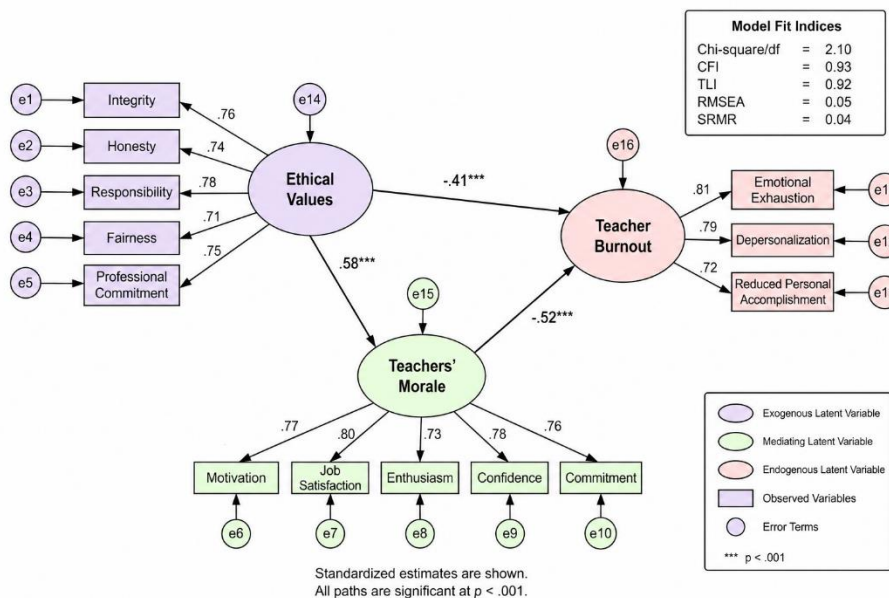 Model Fit Indices
Chi-square/df = 2.10
CFI = 0.93
TLI = 0.92
RMSEA = 0.05
SRMR = 0.04
e1
Integrity
.76
e14
e2
Honesty
.74
e3
Responsibility
.78
Ethical
Values
e4
Fairness
.71
e5
Professional
Commitment
.75
-.41***
.58***
e16
Teacher
Burnout
.81
Emotional
Exhaustion
.79
Depersonalization
.72
Reduced Personal
Accomplishment
e15
-.52***
Teachers'
Morale
.77
.80
.73
.78
.76
Motivation
Job
Satisfaction
Enthusiasm
Confidence
Commitment
e6
e7
e8
e9
e10
Exogenous Latent Variable
Mediating Latent Variable
Endogenous Latent Variable
Observed Variables
Error Terms
*** p < .001
Standardized estimates are shown.
All paths are significant at p < .001.